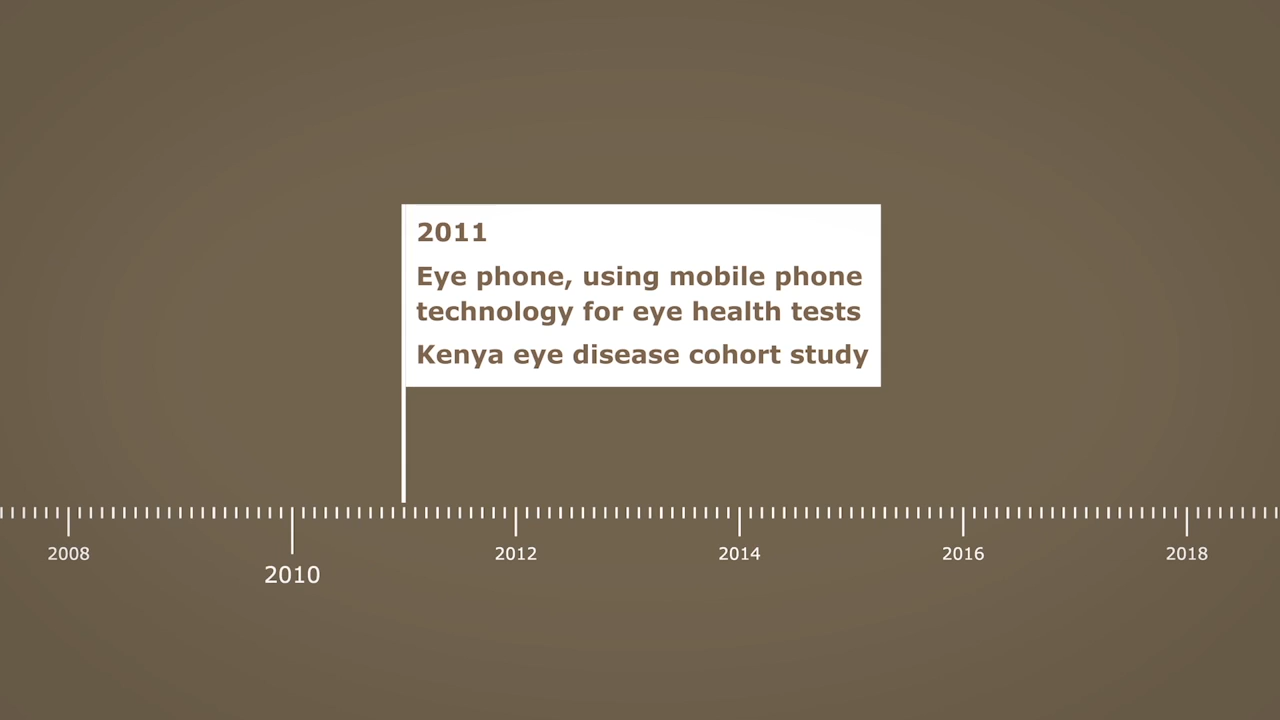 2011
Eye phone, using mobile phone
technology for eye health tests
Kenya eye disease cohort study
2008
2010
2012
2014
2016
2018